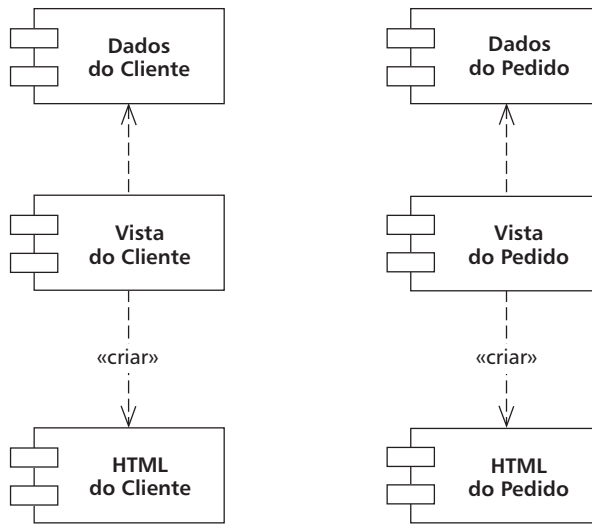 Dados
do Cliente
Dados
do Pedido
Vista
do Cliente
Vista
do Pedido
«criar»
«criar»
HTML
do Cliente
HTML
do Pedido